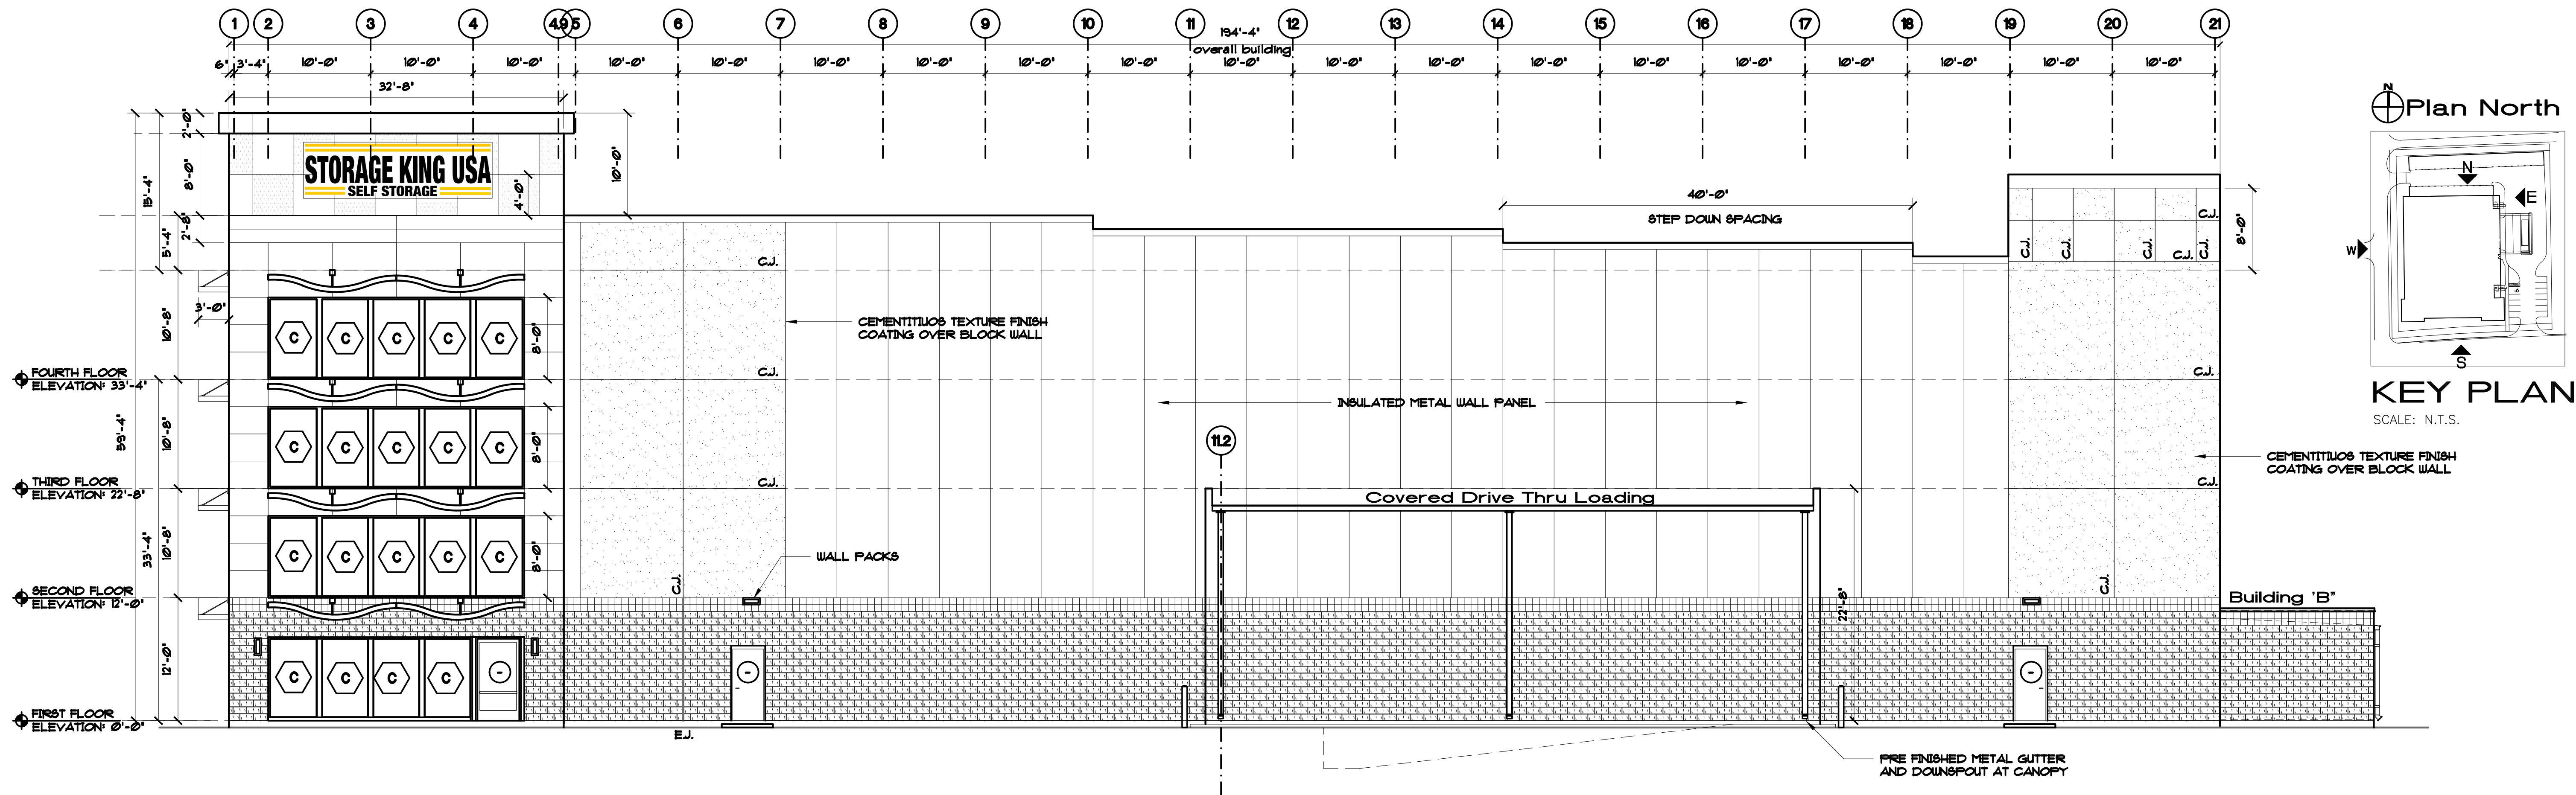 1 2 3 4 4.9 5 6 7 8 9 10 11 12 13 14 15 16 17 18 19 20 21
194'-4"
overall building
6" 3'-4" 10'-0" 10'-0" 10'-0" 10'-0" 10'-0" 10'-0" 10'-0" 10'-0" 10'-0" 10'-0" 10'-0" 10'-0" 10'-0" 10'-0" 10'-0" 10'-0" 10'-0" 10'-0" 10'-0"
32'-8"
N
Plan North
2'-0"
8'-0"
15'-4"
STORAGE KING USA
SELF STORAGE
4'-0"
10'-0"
2'-8"
5'-4"
40'-0"
STEP DOWN SPACING
N
E
W
S
KEY PLAN
SCALE: N.T.S.
C.J.
C.J. C.J. C.J. C.J. C.J.
8'-0"
C.J.
3'-0"
10'-8"
C C C C C
8'-0"
CEMENTITIUOS TEXTURE FINISH
COATING OVER BLOCK WALL
FOURTH FLOOR
ELEVATION: 33'-4"
C.J.
C.J.
INSULATED METAL WALL PANEL
59'-4"
10'-8"
C C C C C
8'-0"
11.2
CEMENTITIUOS TEXTURE FINISH
COATING OVER BLOCK WALL
THIRD FLOOR
ELEVATION: 22'-8"
C.J.
C.J.
Covered Drive Thru Loading
33'-4"
10'-8"
C C C C C
8'-0"
WALL PACKS
C.J.
C.J.
SECOND FLOOR
ELEVATION: 12'-0"
22'-8"
Building 'B"
12'-0"
C C C C -
-
-
FIRST FLOOR
ELEVATION: 0'-0"
E.J.
PRE FINISHED METAL GUTTER
AND DOWNSPOUT AT CANOPY